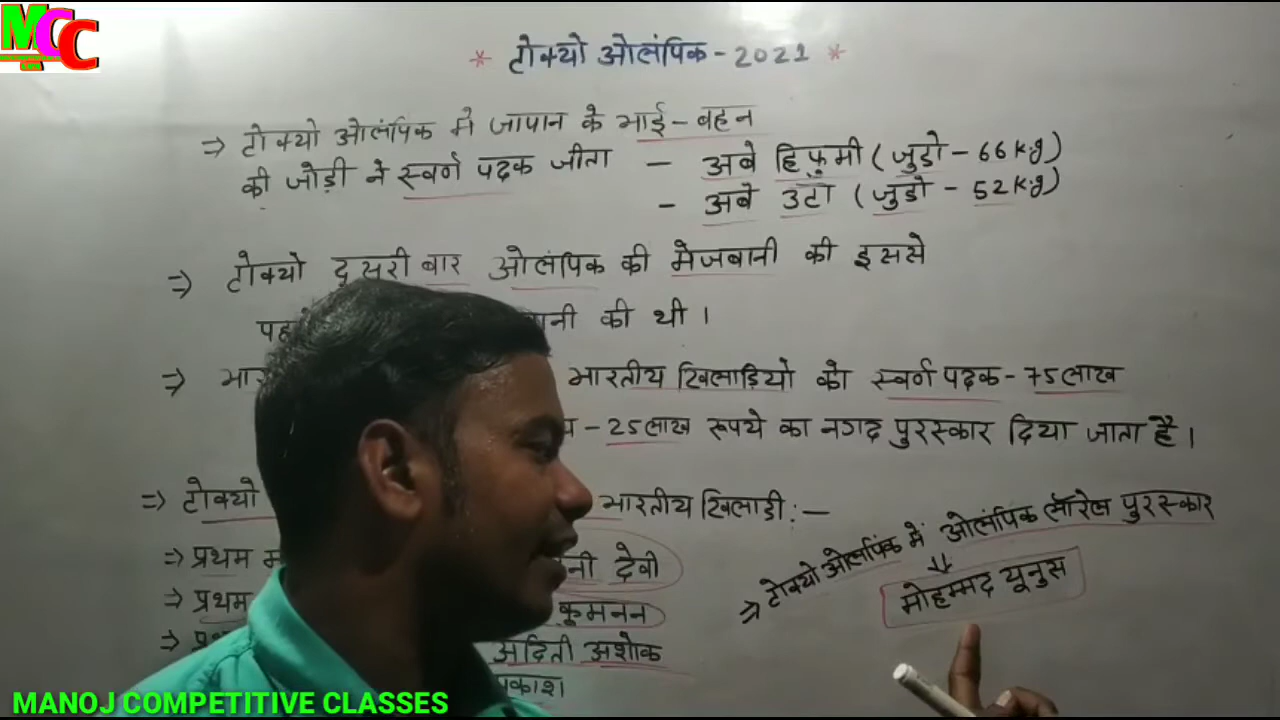 MCC
* टोक्यो ओलंपिक - 2021 *
⇒ टोक्यो ओलंपिक मे जापान के भाई - बहन
की जोड़ी ने स्वर्ण पदक जीता - अबे हिफुमी ( जुडो - 66 kg )
- अबे उटा ( जुडो - 52 kg )
⇒ टोक्यो दुसरी बार ओलंपिक की मेजबानी की इससे
की थी ।
⇒ भारतीय खिलाड़ियो को स्वर्ण पदक - 75 लाख
- 25 लाख रूपये का नगद पुरस्कार दिया जाता है ।
⇒ टोक्यो भारतीय खिलाडी : -
⇒ प्रथम देवी
⇒ प्रथम कुमनन
⇒ अदिती अशोक
⇒ टोक्यो ओलंपिक में ओलंपिक लॉरेल पुरस्कार
मोहम्मद यूनुस
MANOJ COMPETITIVE CLASSES